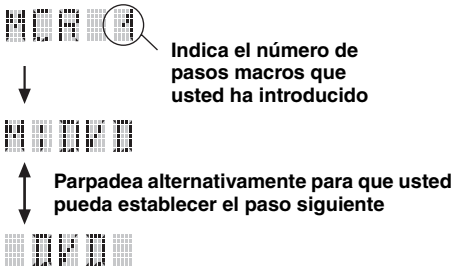 MCR 1
Indica el número de
pasos macros que
usted ha introducido
M:DVD
Parpadea alternativamente para que usted
pueda establecer el paso siguiente
DVD